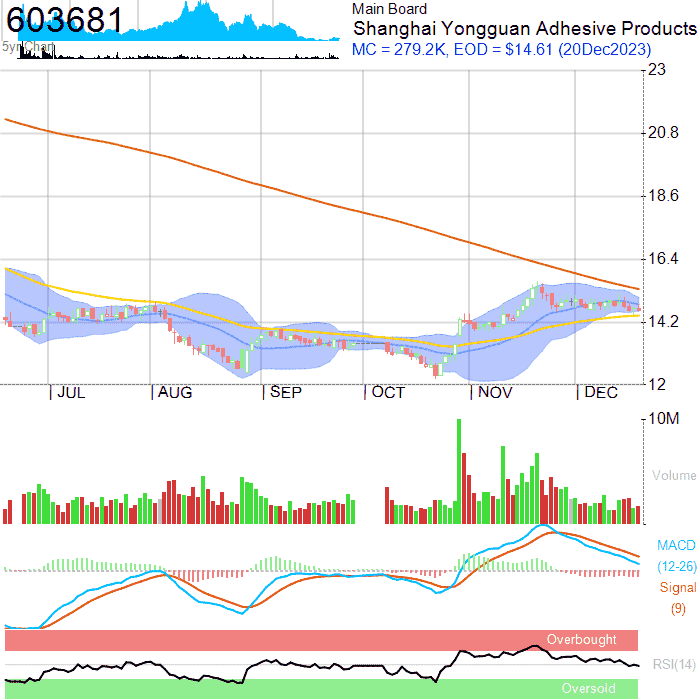 603681
5yr Chart
Main Board
Shanghai Yongguan Adhesive Products
MC = 279.2K, EOD = $14.61 (20Dec2023)
23
20.8
18.6
16.4
14.2
12
JUL AUG SEP OCT NOV DEC
10M
Volume
MACD
(12-26)
Signal
(9)
Overbought
RSI(14)
Oversold